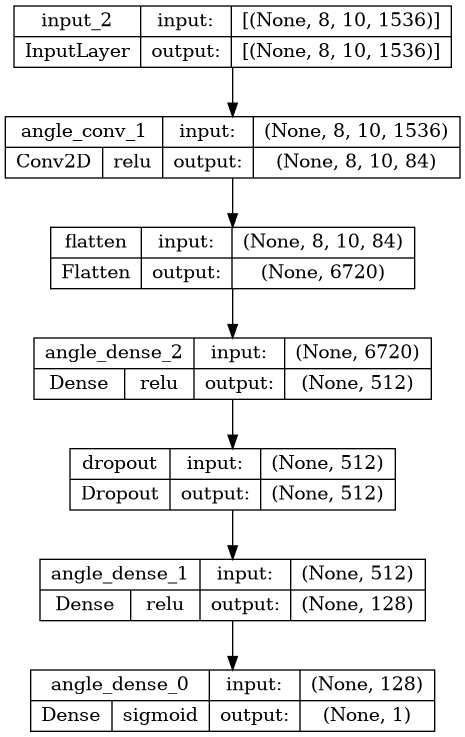 input_2 input: [(None, 8, 10, 1536)]
InputLayer output: [(None, 8, 10, 1536)]
angle_conv_1 input: (None, 8, 10, 1536)
Conv2D relu output: (None, 8, 10, 84)
flatten input: (None, 8, 10, 84)
Flatten output: (None, 6720)
angle_dense_2 input: (None, 6720)
Dense relu output: (None, 512)
dropout input: (None, 512)
Dropout output: (None, 512)
angle_dense_1 input: (None, 512)
Dense relu output: (None, 128)
angle_dense_0 input: (None, 128)
Dense sigmoid output: (None, 1)